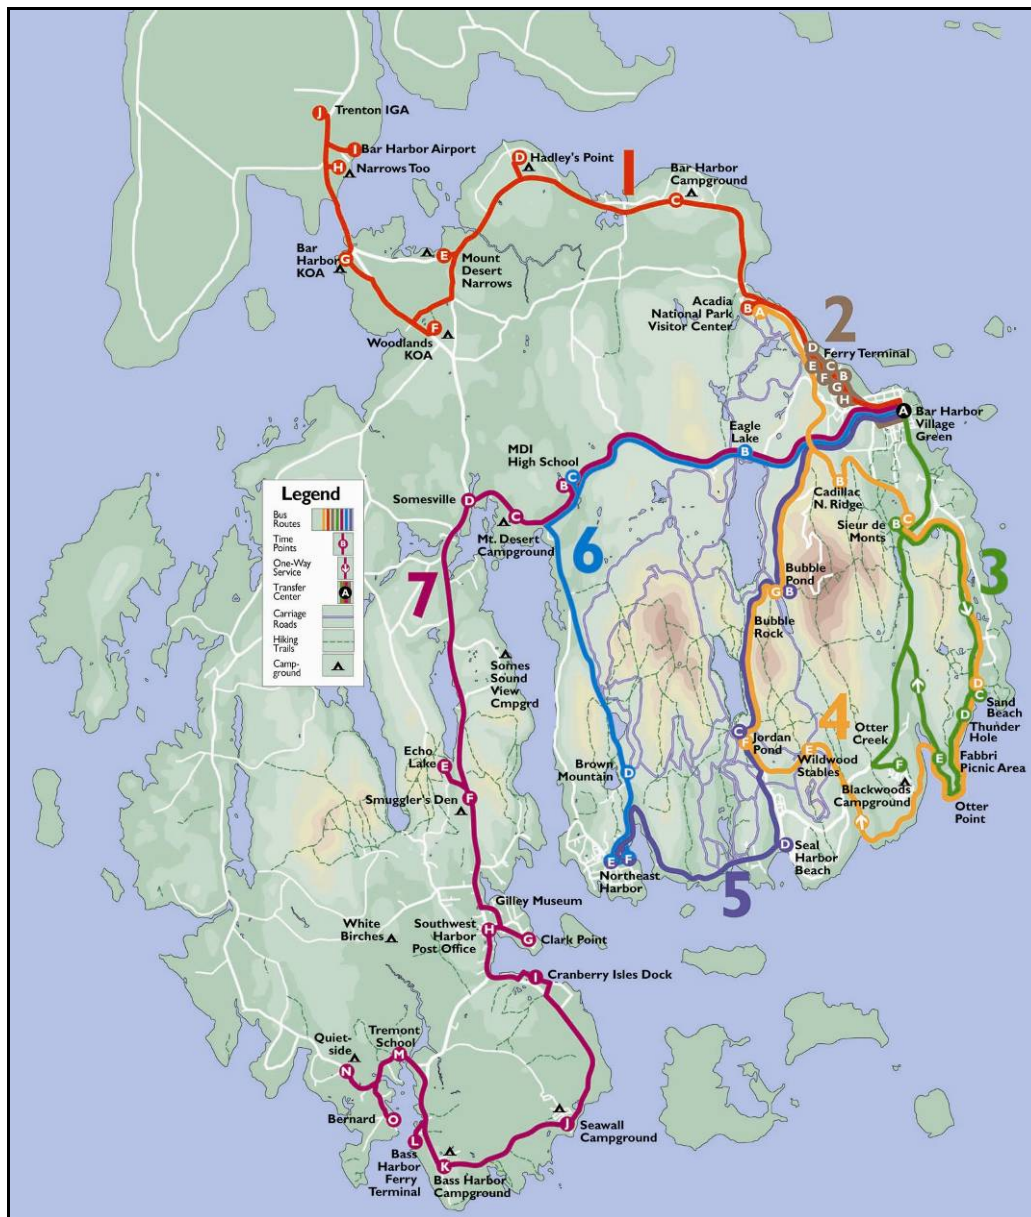 J Trenton IGA
I Bar Harbor Airport
H Narrows Too
D Hadley's Point
1
Bar Harbor
Campground
C
Bar
Harbor
KOA
G
E
Mount
Desert
Narrows
F
Woodlands
KOA
Acadia
National Park
Visitor Center
B
A
2
D
Ferry Terminal
E
C
F
B
G
H
A
Bar Harbor
Village
Green
Eagle
Lake
B
MDI
High School
C
B
Somesville
D
C
Mt. Desert
Campground
6
B
Cadillac
N. Ridge
Sieur de
Monts
B
C
3
Legend
Bus
Routes
Time
Points
B
One-Way
Service
Transfer
Center
A
Carriage
Roads
Hiking
Trails
Camp-
ground
7
Bubble
Pond
G
B
Bubble
Rock
Somes
Sound
View
Cmpgrd
D
C
Sand
Beach
D
Thunder
Hole
4
Otter
Creek
C
F
Jordan
Pond
E
Wildwood
Stables
E
Fabbri
Picnic Area
F
Blackwoods
Campground
Otter
Point
Echo
Lake
E
Smuggler's Den
F
Brown
Mountain
D
D
Seal
Harbor
Beach
E
F
Northeast
Harbor
5
Gilley Museum
Southwest
Harbor
Post Office
H
White
Birches
G
Clark Point
I
Cranberry Isles Dock
Quiet-
side
Tremont
School
M
N
Bernard
O
L
Bass
Harbor
Ferry
Terminal
K
Bass Harbor
Campground
J
Seawall
Campground